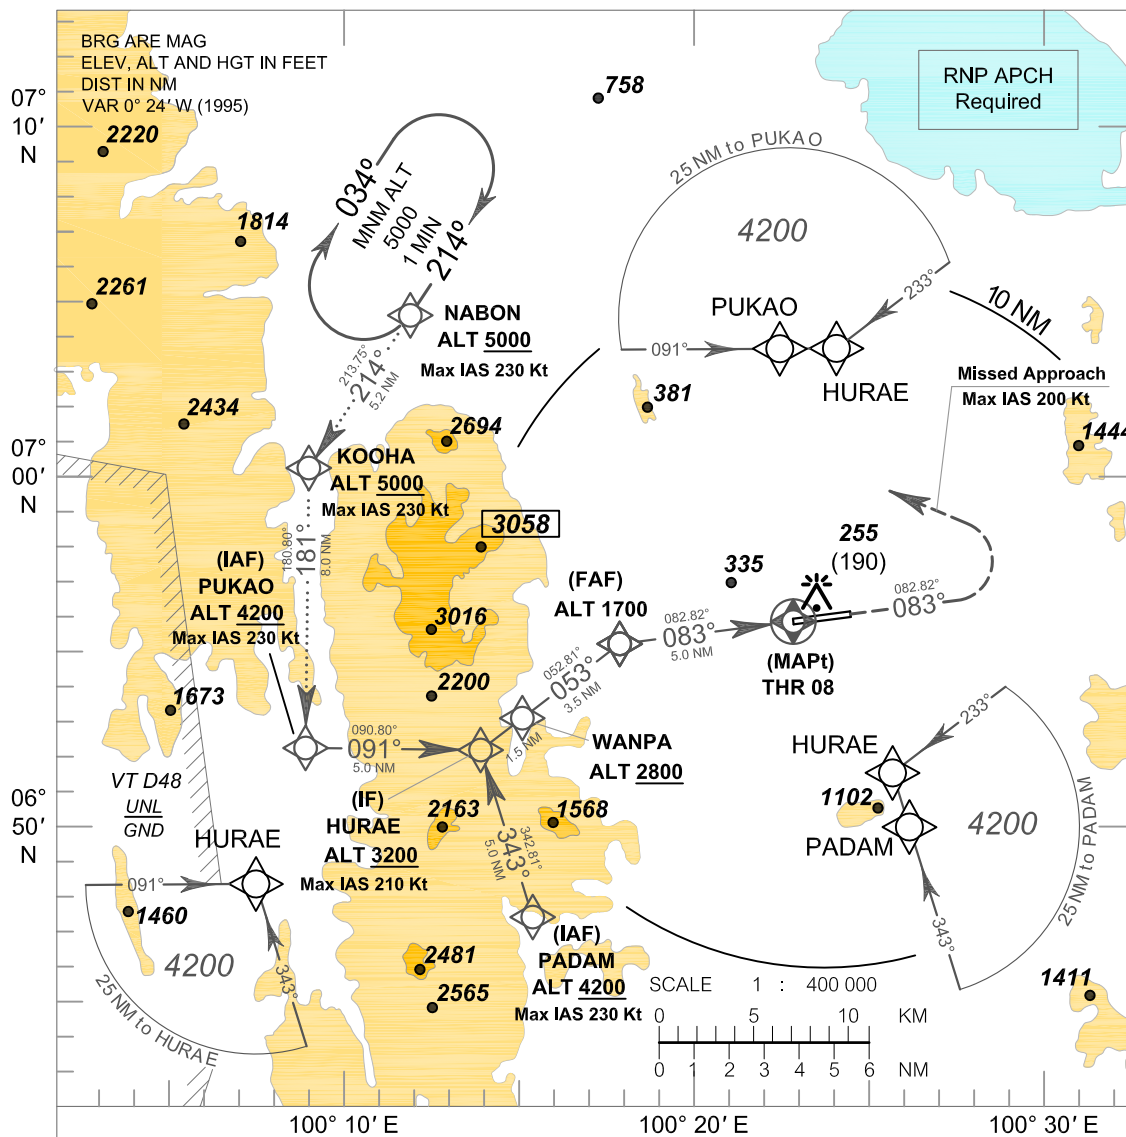 BRG ARE MAG
ELEV, ALT AND HGT IN FEET
DIST IN NM
VAR 0° 24' W (1995)
07°
10'
N
2220
758
RNP APCH
Required
25 NM to PUKAO
4200
233°
091°
PUKAO
HURAE
10 NM
034°
MNM ALT
5000
1 MIN
214°
1814
2261
NABON
ALT 5000
Max IAS 230 Kt
213.75°
214°
5.2 NM
381
Missed Approach
Max IAS 200 Kt
1444
2434
2694
07°
00'
N
KOOHA
ALT 5000
Max IAS 230 Kt
3058
180.80°
181°
8.0 NM
(IAF)
PUKAO
ALT 4200
Max IAS 230 Kt
255
(190)
335
(FAF)
ALT 1700
082.82°
083°
5.0 NM
082.82°
083°
3016
(MAPt)
THR 08
2200
052.81°
053°
3.5 NM
1673
090.80°
091°
5.0 NM
1.5 NM
WANPA
ALT 2800
VT D48
UNL
GND
06°
50'
N
(IF)
HURAE
ALT 3200
Max IAS 210 Kt
2163
1568
342.81°
343°
5.0 NM
233°
HURAE
1102
PADAM
4200
25 NM to PADAM
343°
HURAE
091°
1460
4200
343°
25 NM to HURAE
2481
2565
(IAF)
PADAM
ALT 4200
Max IAS 230 Kt
1411
SCALE 1 : 400 000
0 5 10 KM
0 1 2 3 4 5 6 NM
100° 10' E
100° 20' E
100° 30' E